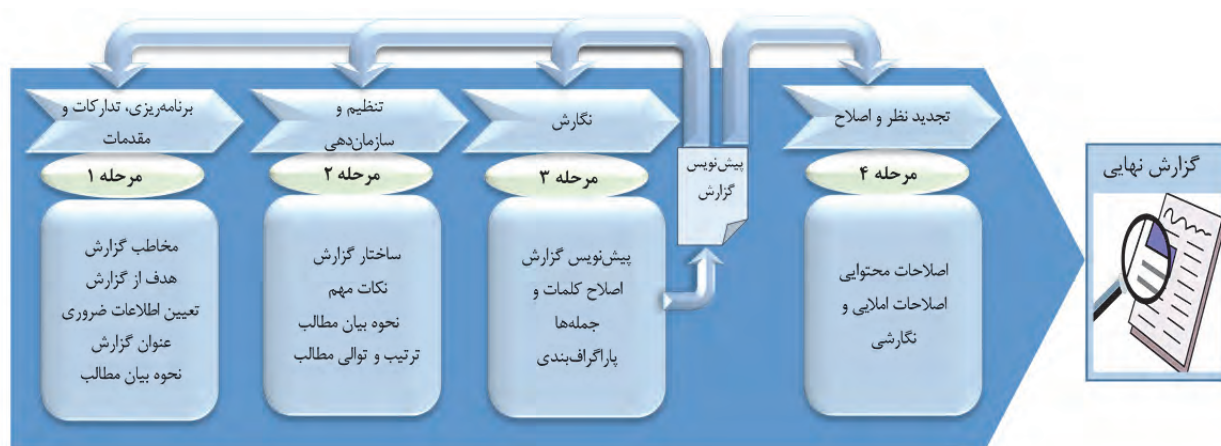 برنامه‌ریزی، تدارکات و
مقدمات
مرحله ۱
مخاطب گزارش
هدف از گزارش
تعیین اطلاعات ضروری
عنوان گزارش
نحوه بیان مطالب
تنظیم و
سازمان‌دهی
مرحله ۲
ساختار گزارش
نکات مهم
نحوه بیان مطالب
ترتیب و توالی مطالب
نگارش
مرحله ۳
پیش‌نویس گزارش
اصلاح کلمات و
جمله‌ها
پاراگراف‌بندی
پیش‌نویس
گزارش
تجدید نظر و اصلاح
مرحله ۴
اصلاحات محتوایی
اصلاحات املایی و
نگارشی
گزارش نهایی